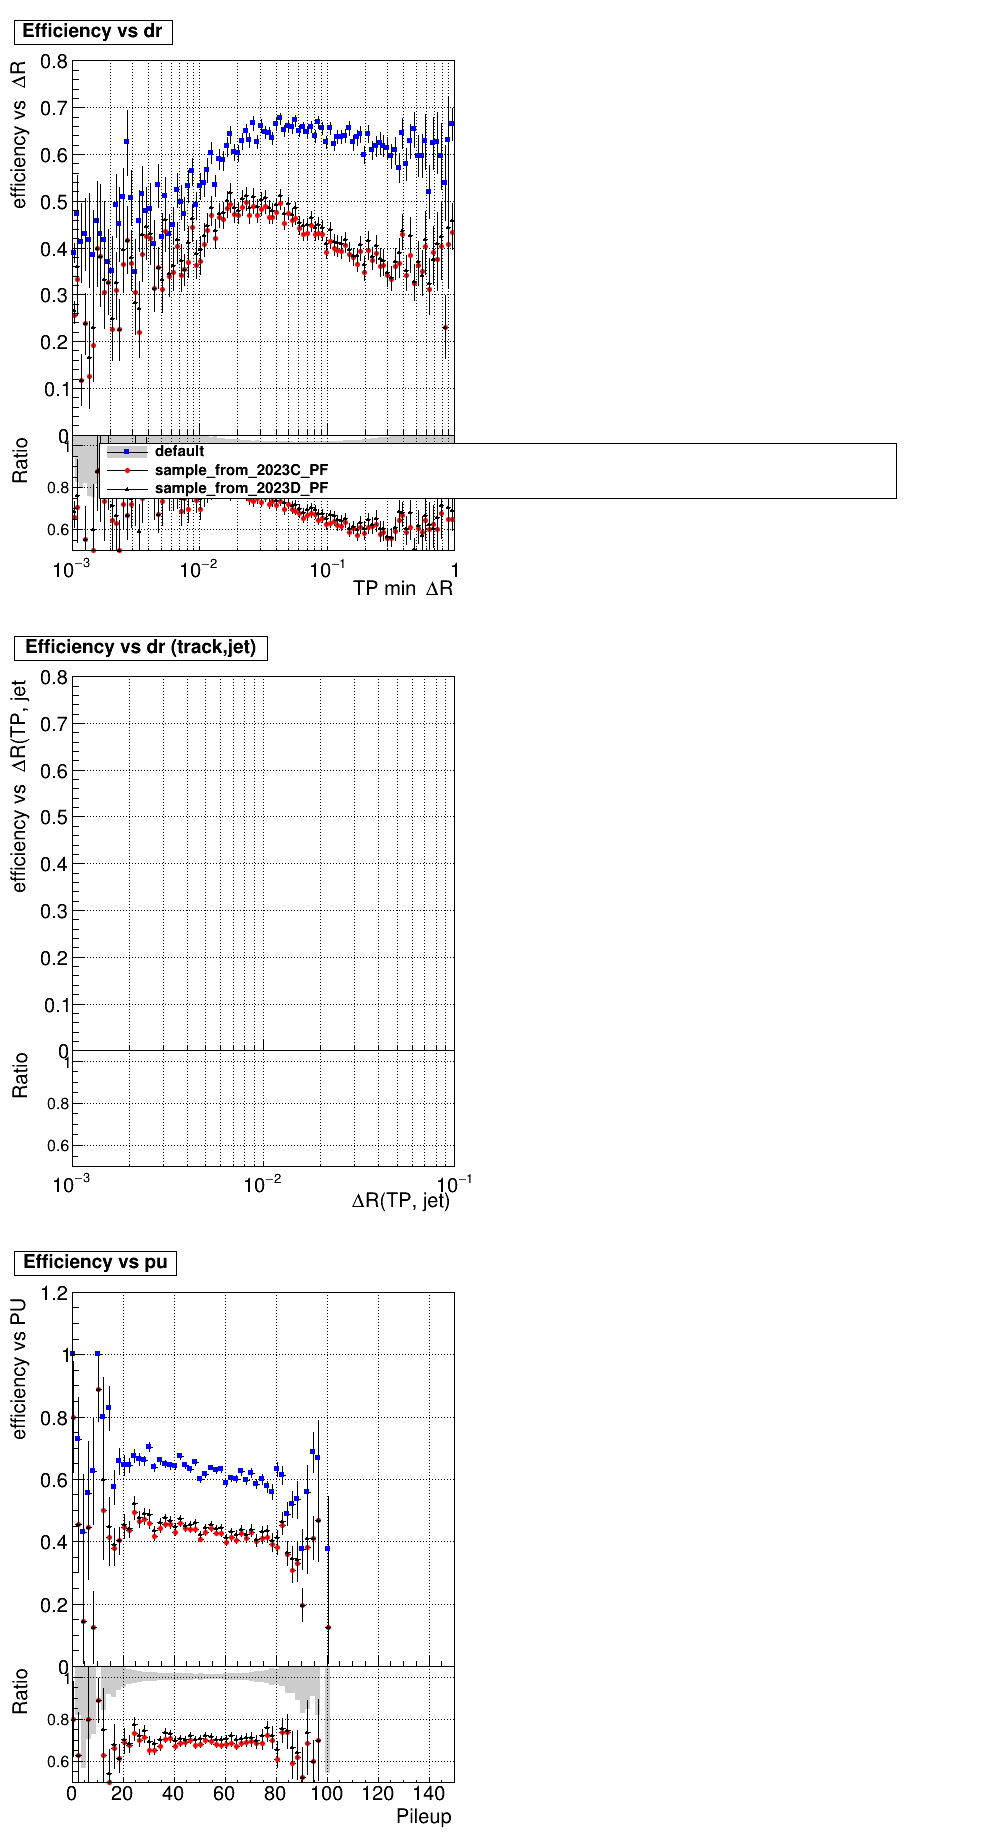 Efficiency vs dr
efficiency vs ΔR
0.8
0.7
0.6
0.5
0.4
0.3
0.2
0.1
0
Ratio
1
0.8
0.6
default
sample_from_2023C_PF
sample_from_2023D_PF
10⁻³ 10⁻² 10⁻¹ 1
TP min ΔR
Efficiency vs dr (track,jet)
efficiency vs ΔR(TP, jet
0.8
0.7
0.6
0.5
0.4
0.3
0.2
0.1
0
Ratio
1
0.8
0.6
10⁻³ 10⁻² 10⁻¹
ΔR(TP, jet)
Efficiency vs pu
efficiency vs PU
1.2
1
0.8
0.6
0.4
0.2
0
Ratio
1
0.8
0.6
0 20 40 60 80 100 120 140
Pileup